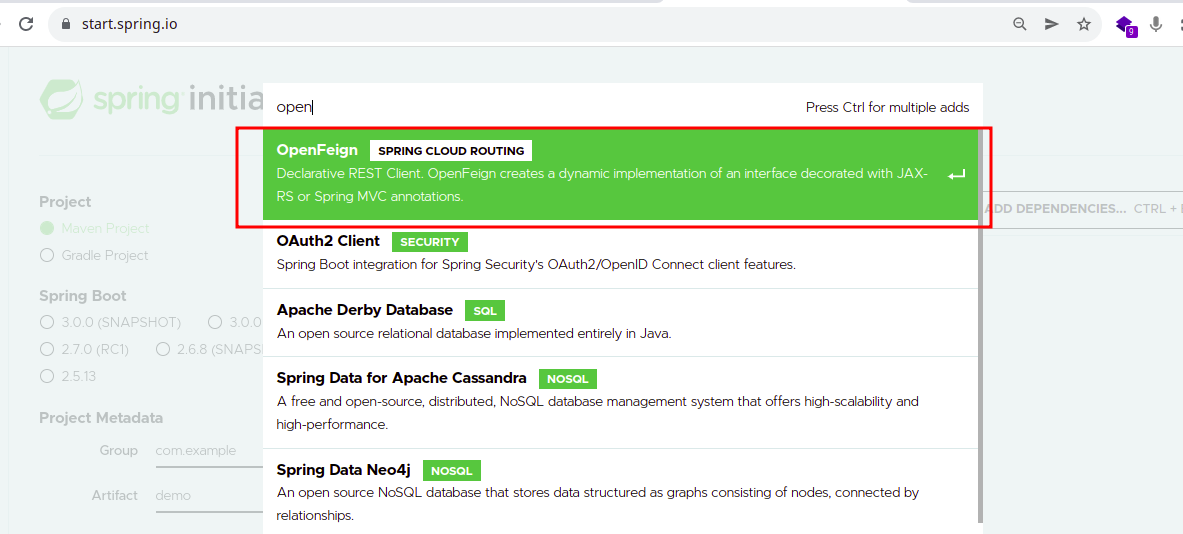 start.spring.io
9
spring initia
open
Press Ctrl for multiple adds
OpenFeign SPRING CLOUD ROUTING
Declarative REST Client. OpenFeign creates a dynamic implementation of an interface decorated with JAX-
RS or Spring MVC annotations.
OAuth2 Client SECURITY
Spring Boot integration for Spring Security's OAuth2/OpenID Connect client features.
Apache Derby Database SQL
An open source relational database implemented entirely in Java.
Spring Data for Apache Cassandra NOSQL
A free and open-source, distributed, NoSQL database management system that offers high-scalability and
high-performance.
Spring Data Neo4j NOSQL
An open source NoSQL database that stores data structured as graphs consisting of nodes, connected by
relationships.
Project
Maven Project
Gradle Project
Spring Boot
3.0.0 (SNAPSHOT) 3.0.0
2.7.0 (RC1) 2.6.8 (SNAPS
2.5.13
Project Metadata
Group com.example
Artifact demo
ADD DEPENDENCIES... CTRL +